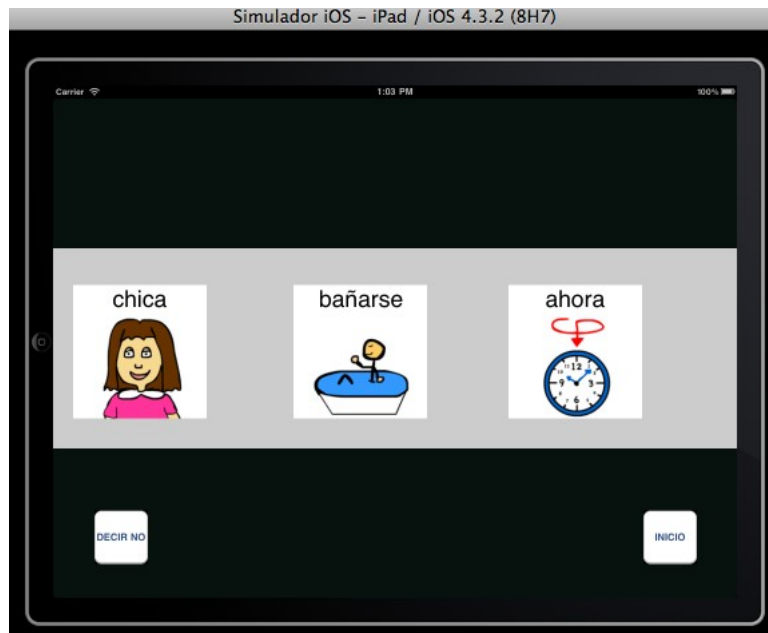 Simulador iOS – iPad / iOS 4.3.2 (8H7)
Carrier 1:03 PM 100%
chica bañarse ahora
12
9 3
6
DECIR NO INICIO